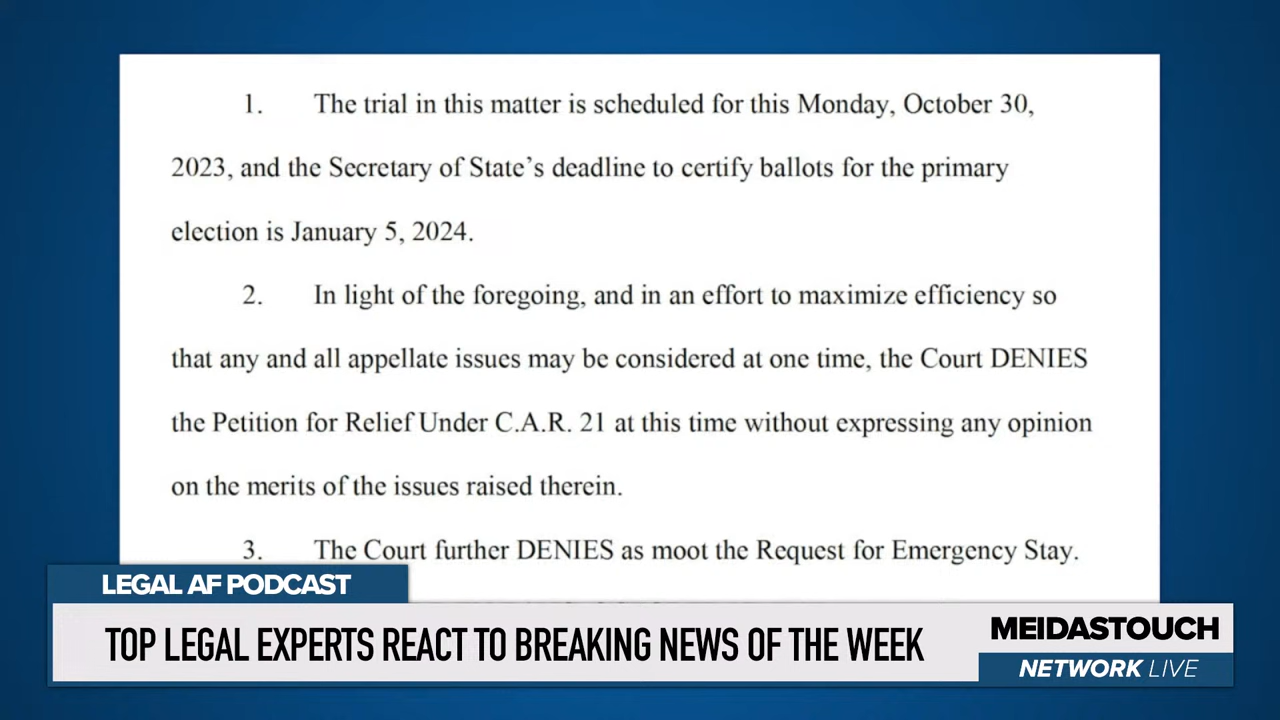 1. The trial in this matter is scheduled for this Monday, October 30,
2023, and the Secretary of State’s deadline to certify ballots for the primary
election is January 5, 2024.
2. In light of the foregoing, and in an effort to maximize efficiency so
that any and all appellate issues may be considered at one time, the Court DENIES
the Petition for Relief Under C.A.R. 21 at this time without expressing any opinion
on the merits of the issues raised therein.
3. The Court further DENIES as moot the Request for Emergency Stay.
LEGAL AF PODCAST
TOP LEGAL EXPERTS REACT TO BREAKING NEWS OF THE WEEK
MEIDASTOUCH
NETWORK LIVE